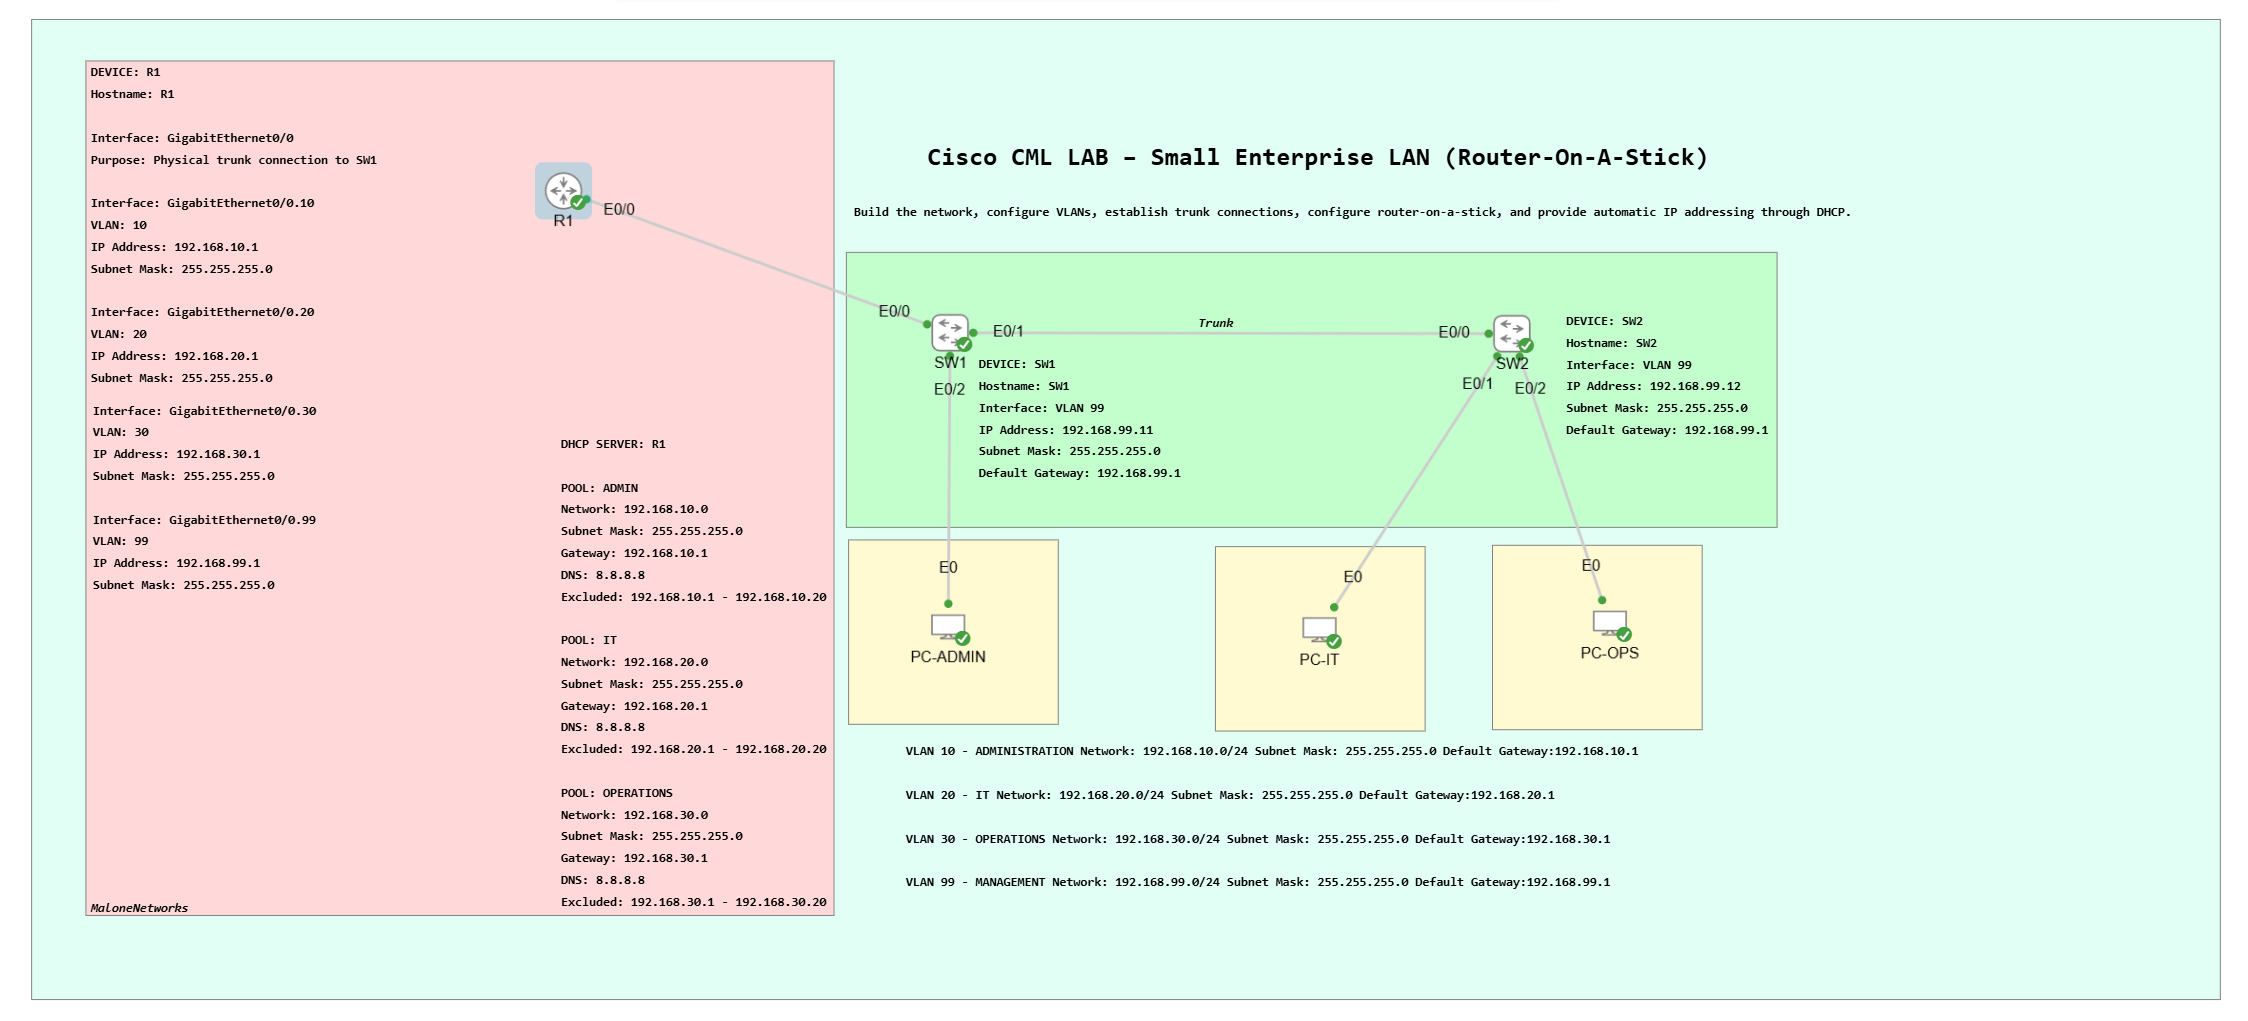 DEVICE: R1
Hostname: R1
Interface: GigabitEthernet0/0
Purpose: Physical trunk connection to SW1
Interface: GigabitEthernet0/0.10
VLAN: 10
IP Address: 192.168.10.1
Subnet Mask: 255.255.255.0
Interface: GigabitEthernet0/0.20
VLAN: 20
IP Address: 192.168.20.1
Subnet Mask: 255.255.255.0
Interface: GigabitEthernet0/0.30
VLAN: 30
IP Address: 192.168.30.1
Subnet Mask: 255.255.255.0
Interface: GigabitEthernet0/0.99
VLAN: 99
IP Address: 192.168.99.1
Subnet Mask: 255.255.255.0
MaloneNetworks
R1
E0/0
DHCP SERVER: R1
POOL: ADMIN
Network: 192.168.10.0
Subnet Mask: 255.255.255.0
Gateway: 192.168.10.1
DNS: 8.8.8.8
Excluded: 192.168.10.1 - 192.168.10.20
POOL: IT
Network: 192.168.20.0
Subnet Mask: 255.255.255.0
Gateway: 192.168.20.1
DNS: 8.8.8.8
Excluded: 192.168.20.1 - 192.168.20.20
POOL: OPERATIONS
Network: 192.168.30.0
Subnet Mask: 255.255.255.0
Gateway: 192.168.30.1
DNS: 8.8.8.8
Excluded: 192.168.30.1 - 192.168.30.20
Cisco CML LAB – Small Enterprise LAN (Router-On-A-Stick)
Build the network, configure VLANs, establish trunk connections, configure router-on-a-stick, and provide automatic IP addressing through DHCP.
E0/0
E0/1
Trunk
E0/0
SW1
E0/2
DEVICE: SW1
Hostname: SW1
Interface: VLAN 99
IP Address: 192.168.99.11
Subnet Mask: 255.255.255.0
Default Gateway: 192.168.99.1
SW2
E0/1
E0/2
DEVICE: SW2
Hostname: SW2
Interface: VLAN 99
IP Address: 192.168.99.12
Subnet Mask: 255.255.255.0
Default Gateway: 192.168.99.1
E0
PC-ADMIN
E0
PC-IT
E0
PC-OPS
VLAN 10 - ADMINISTRATION Network: 192.168.10.0/24 Subnet Mask: 255.255.255.0 Default Gateway:192.168.10.1
VLAN 20 - IT Network: 192.168.20.0/24 Subnet Mask: 255.255.255.0 Default Gateway:192.168.20.1
VLAN 30 - OPERATIONS Network: 192.168.30.0/24 Subnet Mask: 255.255.255.0 Default Gateway:192.168.30.1
VLAN 99 - MANAGEMENT Network: 192.168.99.0/24 Subnet Mask: 255.255.255.0 Default Gateway:192.168.99.1